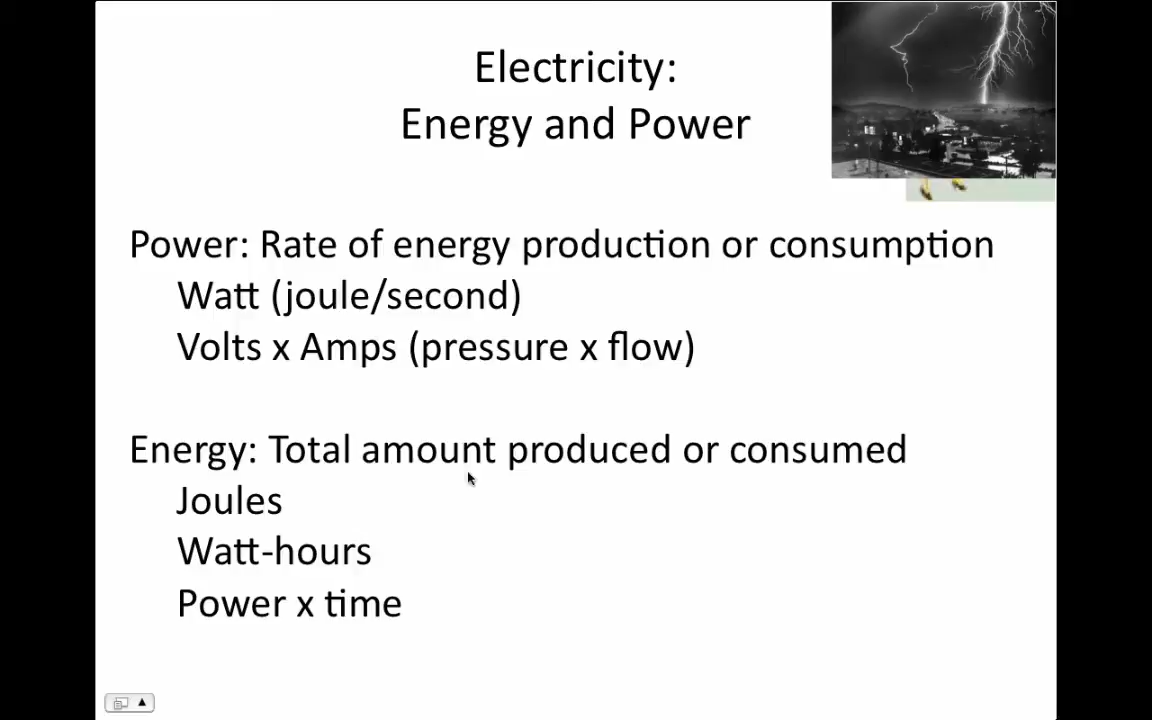 Electricity:
Energy and Power
Power: Rate of energy production or consumption
Watt (joule/second)
Volts x Amps (pressure x flow)
Energy: Total amount produced or consumed
Joules
Watt-hours
Power x time